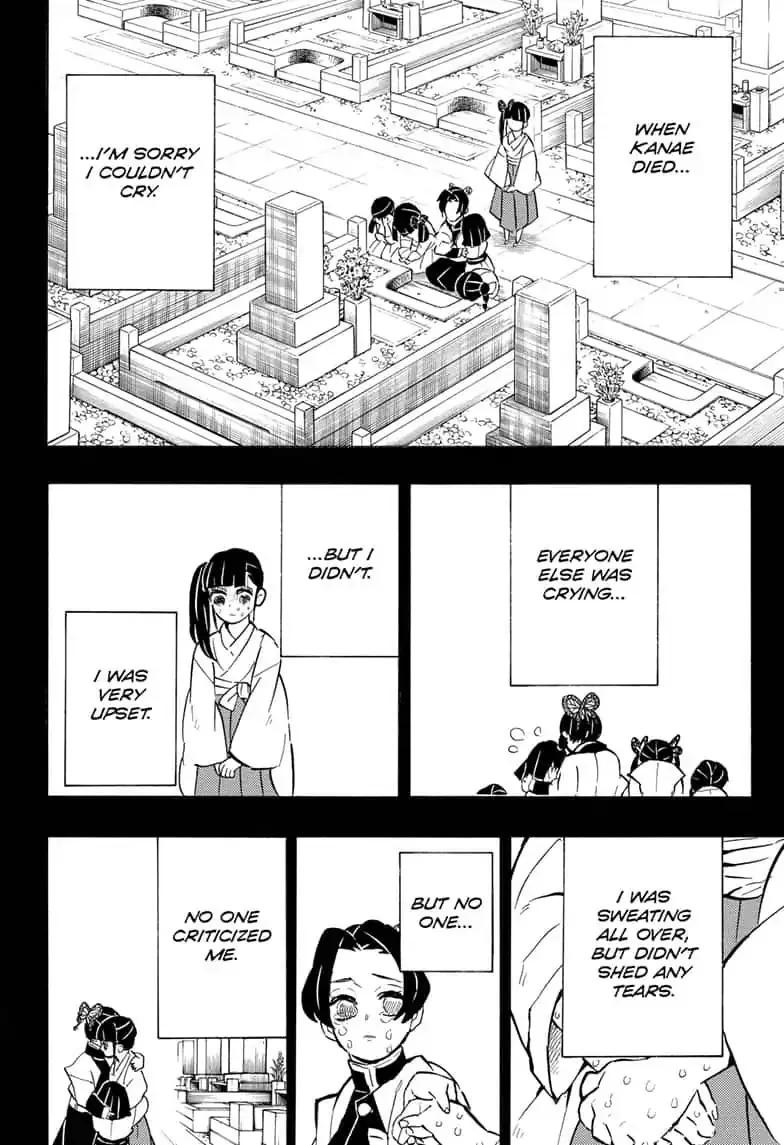 WHEN
KANAE
DIED...
...I'M SORRY
I COULDN'T
CRY.
EVERYONE
ELSE WAS
CRYING...
...BUT I
DIDN'T.
I WAS
VERY
UPSET.
I WAS
SWEATING
ALL OVER,
BUT DIDN'T
SHED ANY
TEARS.
BUT NO
ONE...
NO ONE
CRITICIZED
ME.